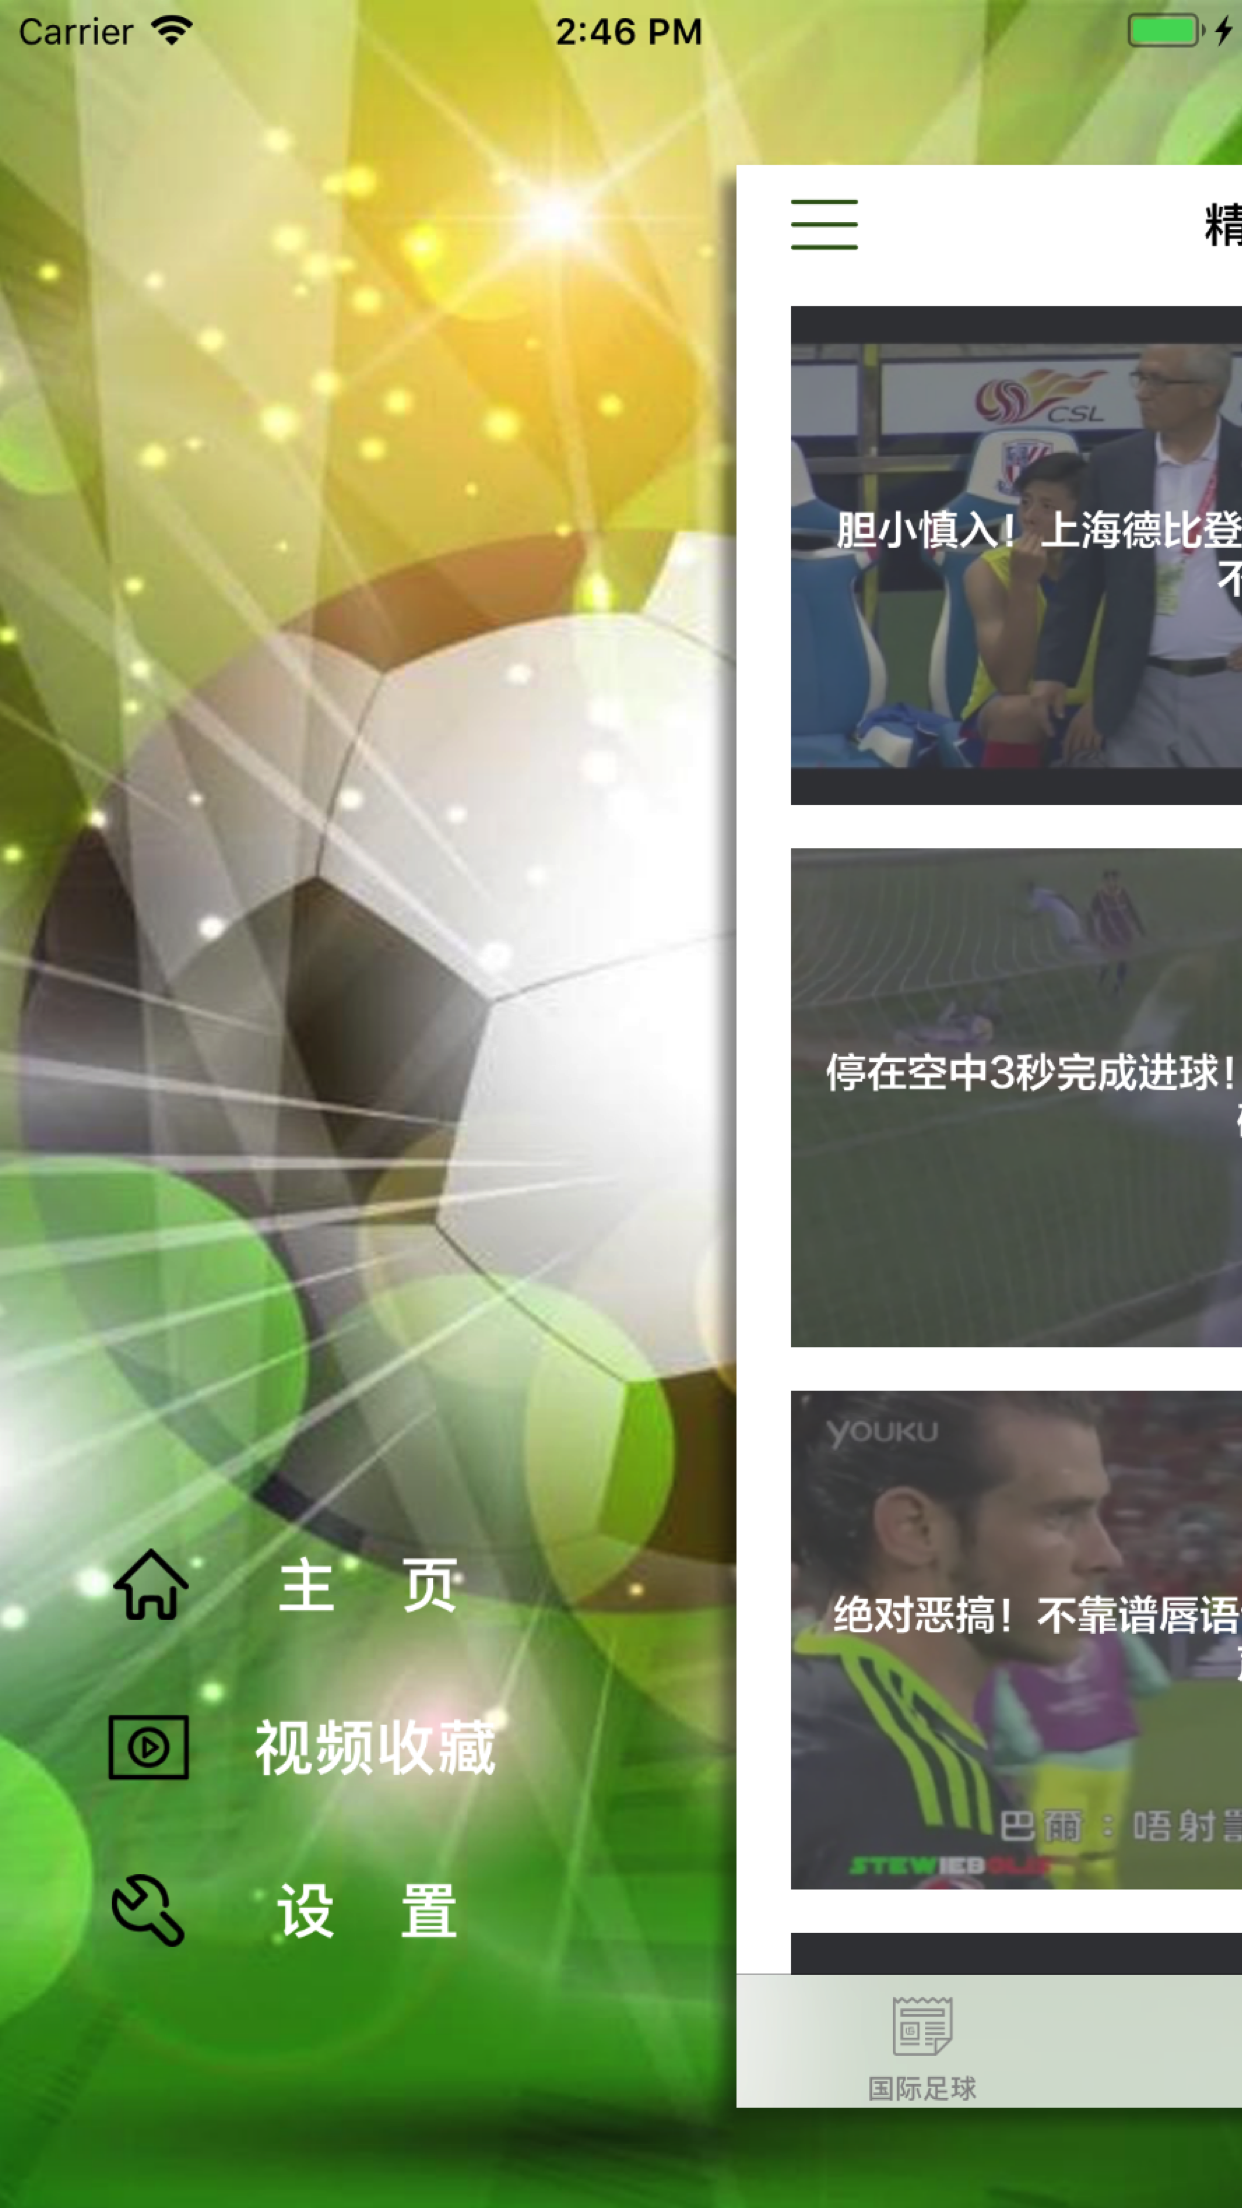 Carrier
2:46 PM
精
CSL
胆小慎入！上海德比登
不
停在空中3秒完成进球！
YOUKU
绝对恶搞！不靠谱唇语
巴爾：唔射
STEWIEBOLIS
主 页
视频收藏
设 置
国际足球